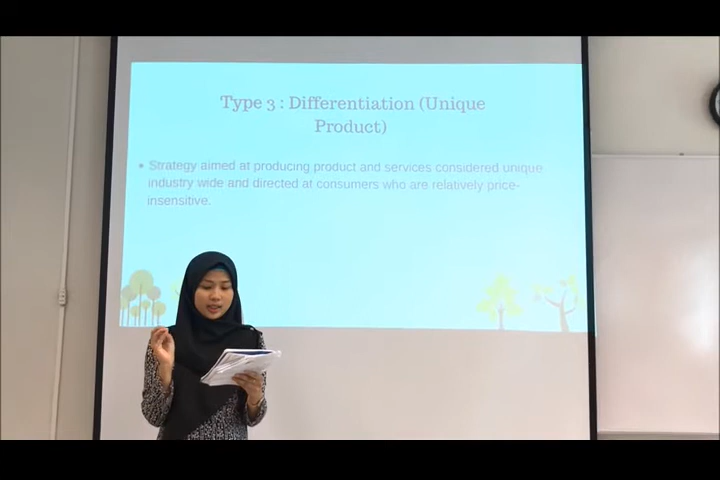 Type 3 : Differentiation (Unique
Product)
• Strategy aimed at producing product and services considered unique
industry wide and directed at consumers who are relatively price-
insensitive.